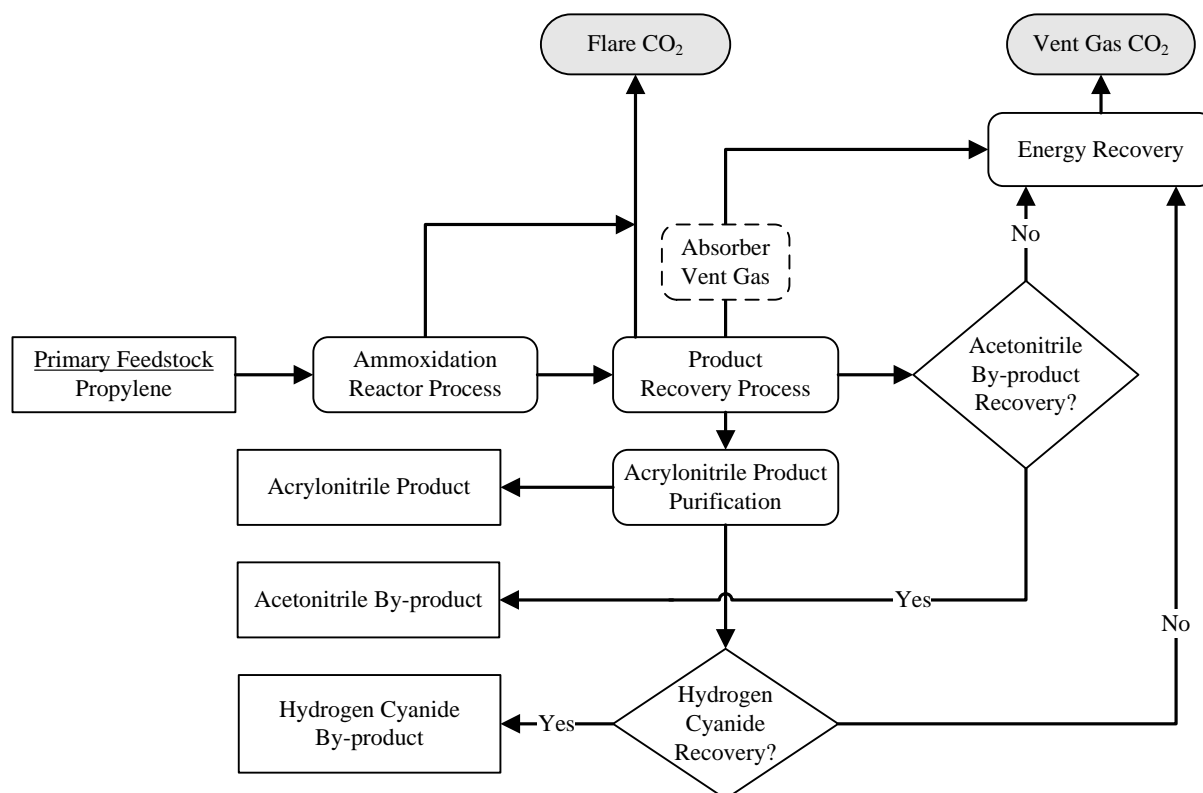 Flare CO₂
Vent Gas CO₂
Energy Recovery
No
Absorber
Vent Gas
Primary Feedstock
Propylene
Ammoxidation
Reactor Process
Product
Recovery Process
Acetonitrile
By-product
Recovery?
Acrylonitrile Product
Acrylonitrile Product
Purification
Acetonitrile By-product
Yes
No
Hydrogen Cyanide
By-product
Yes
Hydrogen
Cyanide
Recovery?